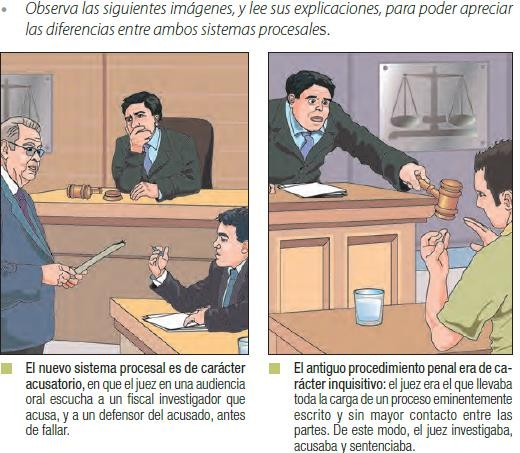 • Observa las siguientes imágenes, y lee sus explicaciones, para poder apreciar
las diferencias entre ambos sistemas procesales.
El nuevo sistema procesal es de carácter
acusatorio, en que el juez en una audiencia
oral escucha a un fiscal investigador que
acusa, y a un defensor del acusado, antes
de fallar.
El antiguo procedimiento penal era de ca-
rácter inquisitivo: el juez era el que llevaba
toda la carga de un proceso eminentemente
escrito y sin mayor contacto entre las
partes. De este modo, el juez investigaba,
acusaba y sentenciaba.